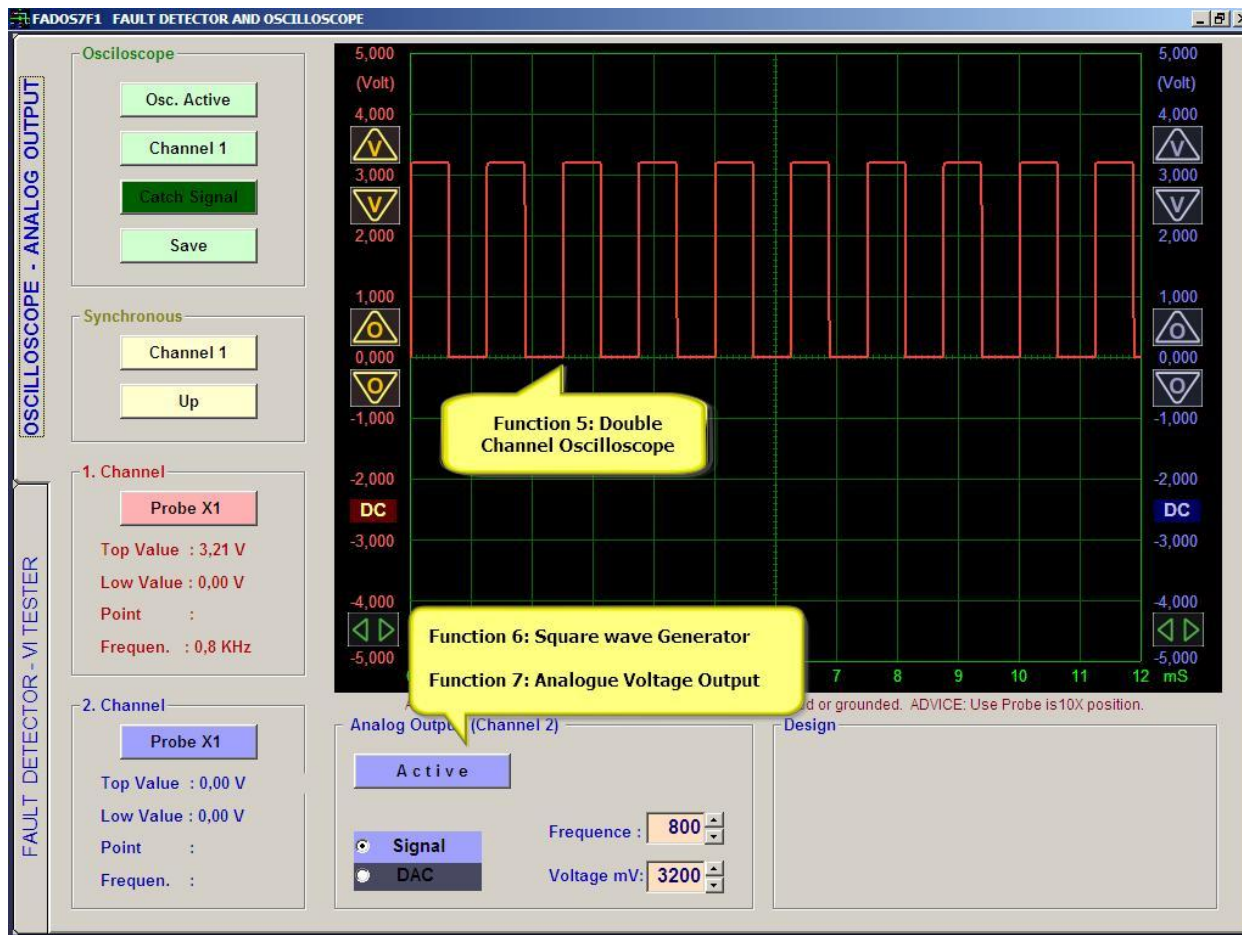 FADOS7F1 FAULT DETECTOR AND OSCILLOSCOPE
OSCILLOSCOPE - ANALOG OUTPUT
FAULT DETECTOR - VI TESTER
Osciloscope
Osc. Active
Channel 1
Catch Signal
Save
Synchronous
Channel 1
Up
1. Channel
Probe X1
Top Value : 3,21 V
Low Value : 0,00 V
Point :
Frequen. : 0,8 KHz
2. Channel
Probe X1
Top Value : 0,00 V
Low Value : 0,00 V
Point :
Frequen. :
5,000
(Volt)
4,000
V
3,000
V
2,000
1,000
O
0,000
O
-1,000
-2,000
DC
-3,000
-4,000
-5,000
Function 5: Double
Channel Oscilloscope
Function 6: Square wave Generator
Function 7: Analogue Voltage Output
5,000
(Volt)
4,000
V
3,000
V
2,000
1,000
O
0,000
O
-1,000
-2,000
DC
-3,000
-4,000
-5,000
7 8 9 10 11 12 mS
or grounded. ADVICE: Use Probe is10X position.
Analog Output (Channel 2)
Active
Signal
DAC
Frequence : 800
Voltage mV: 3200
Design